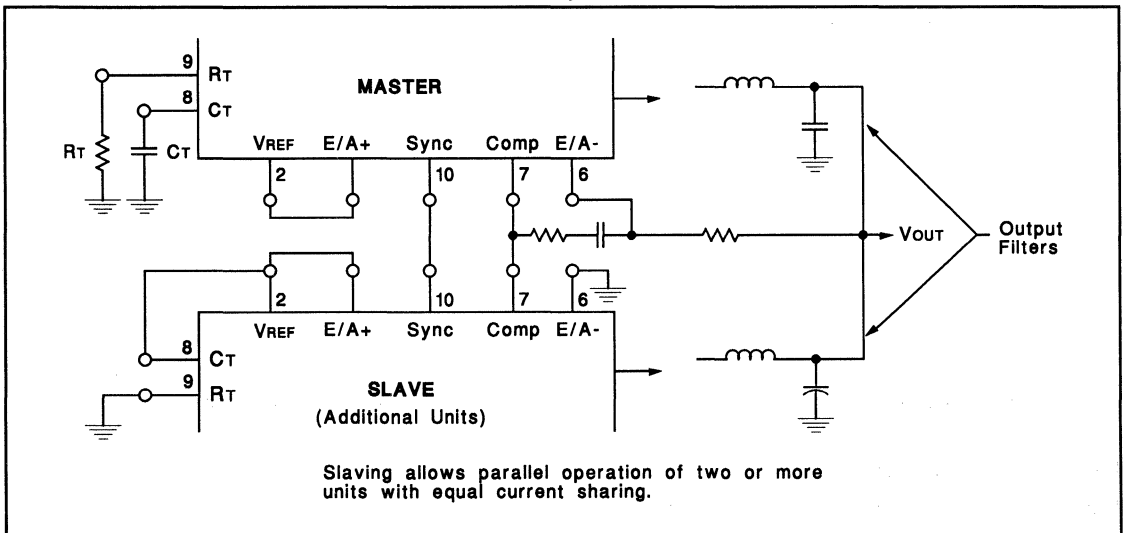 9 RT
MASTER
8 CT
RT CT
VREF E/A+ Sync Comp E/A-
2 10 7 6
VOUT
Output
Filters
2 10 7 6
VREF E/A+ Sync Comp E/A-
8 CT
9 RT
SLAVE
(Additional Units)
Slaving allows parallel operation of two or more
units with equal current sharing.